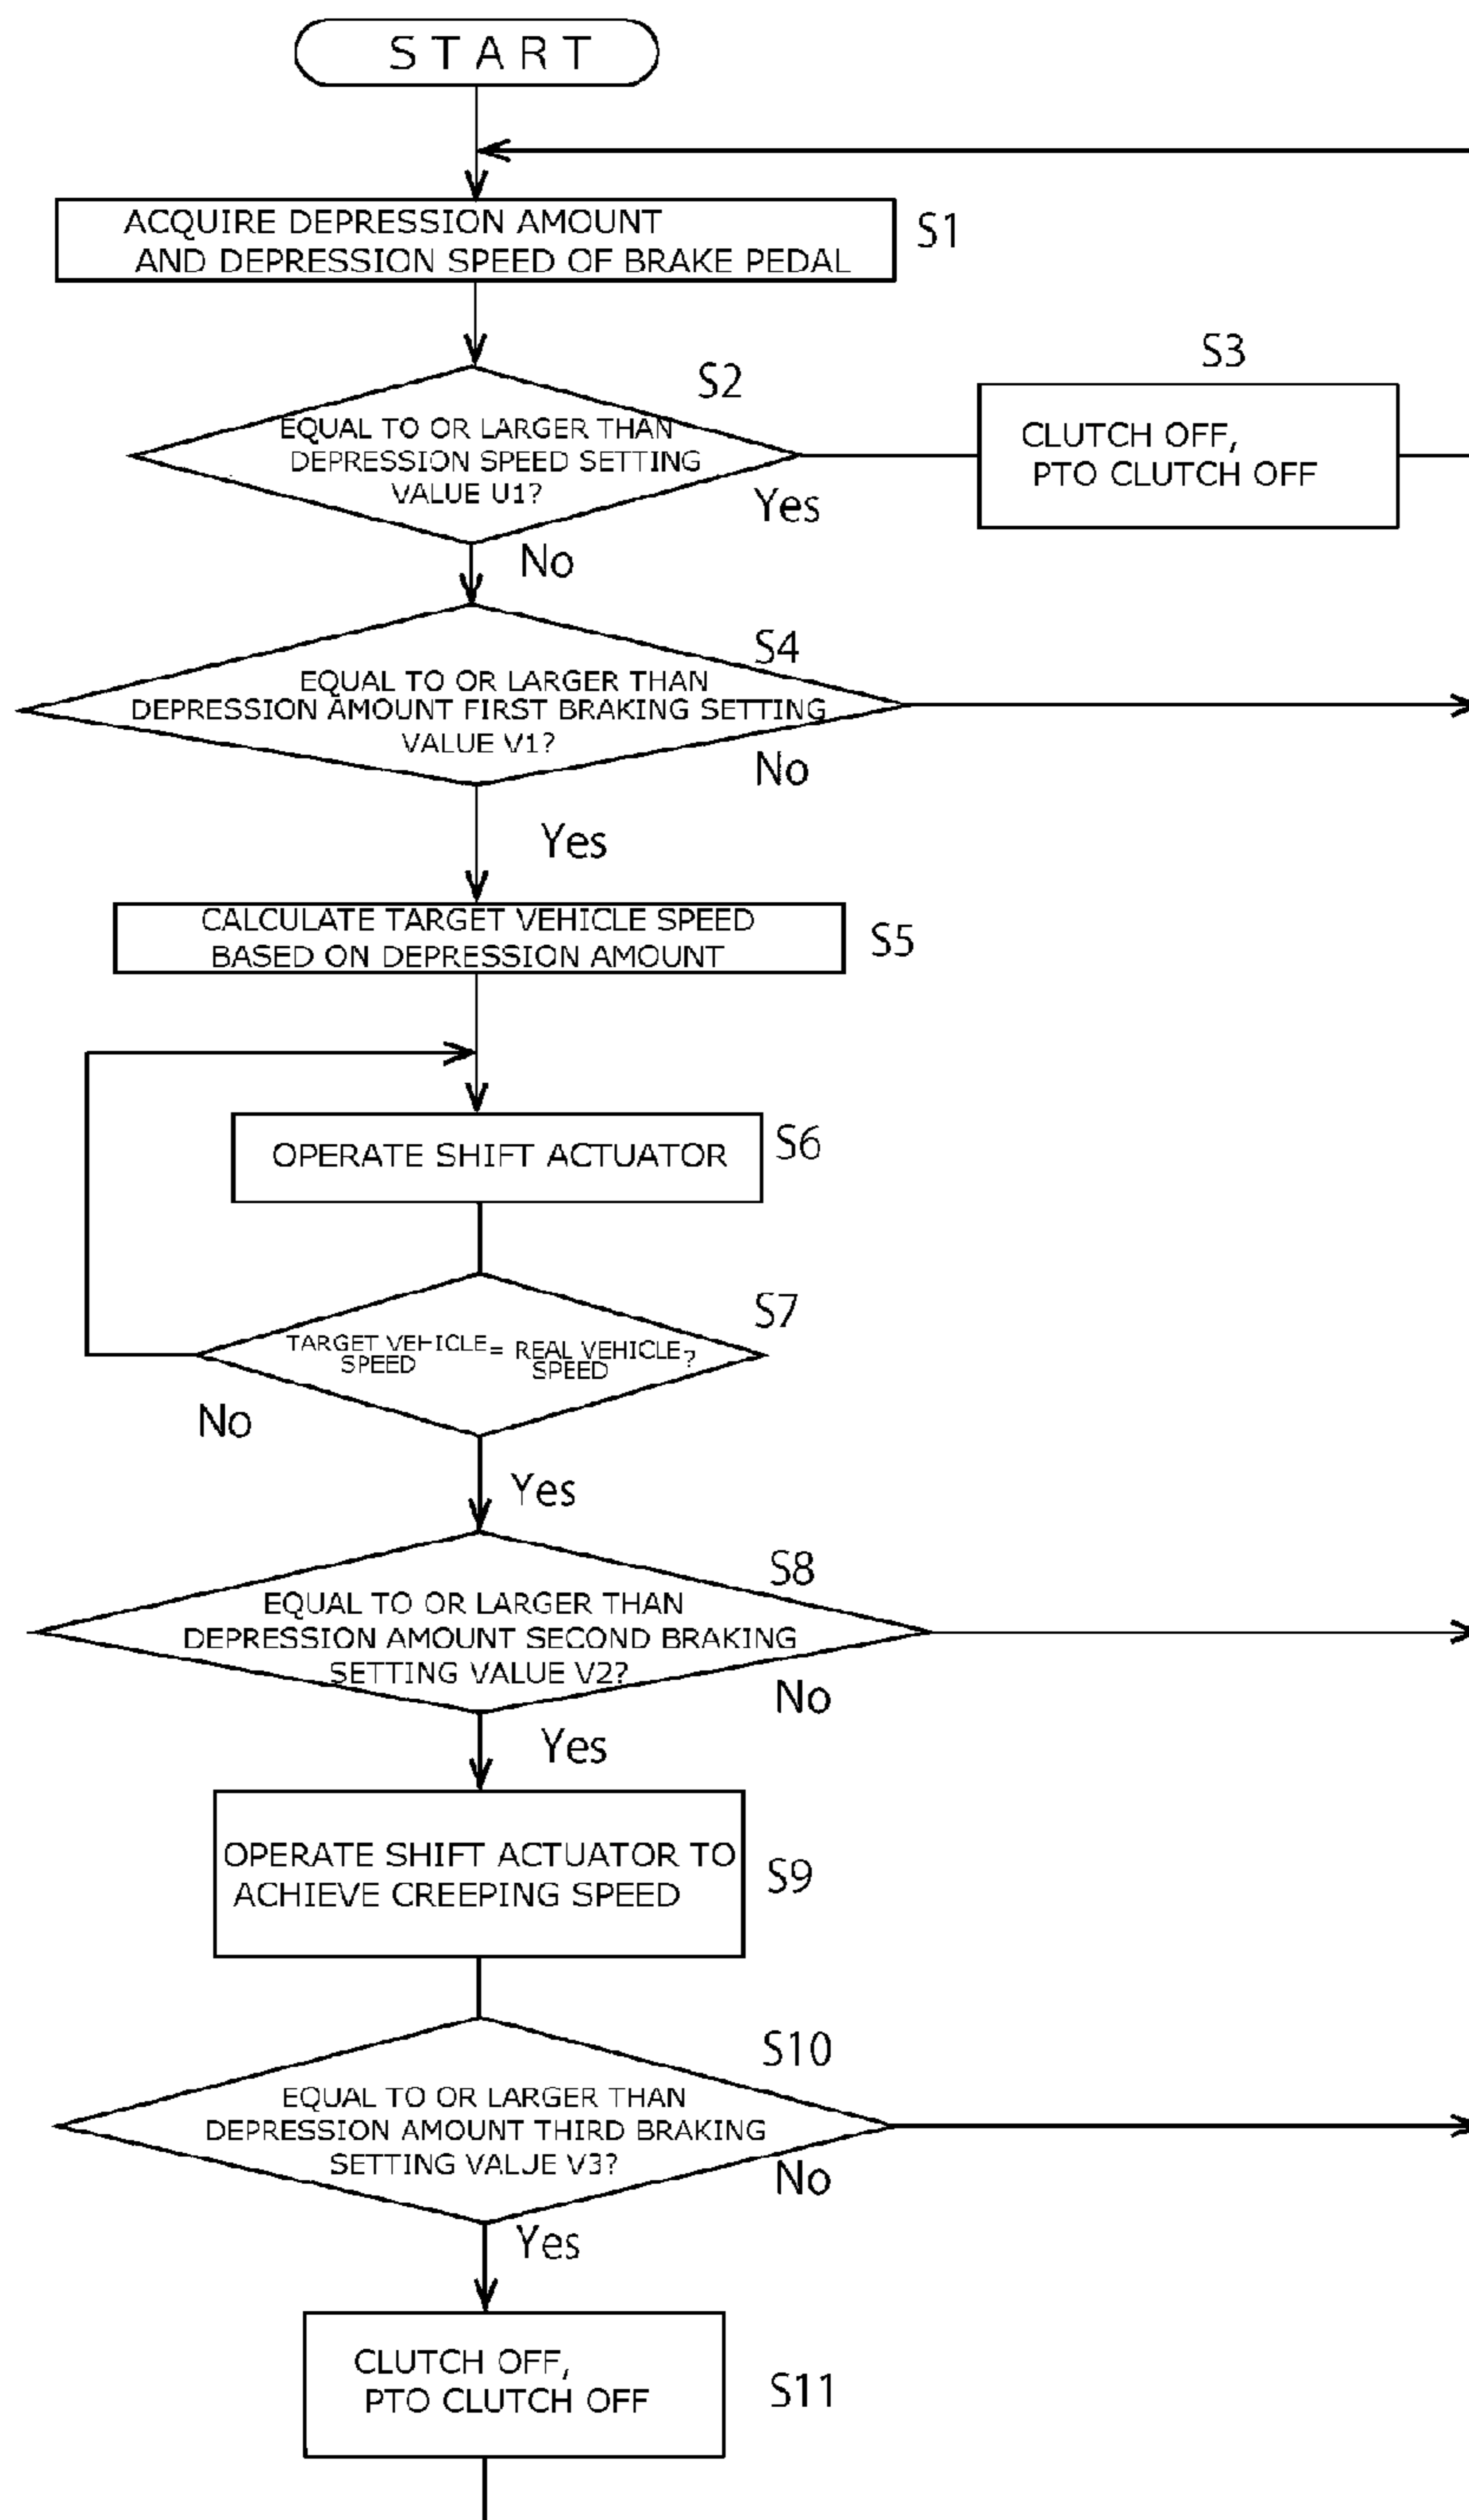 START
ACQUIRE DEPRESSION AMOUNT
AND DEPRESSION SPEED OF BRAKE PEDAL
S1
S2
EQUAL TO OR LARGER THAN
DEPRESSION SPEED SETTING
VALUE U1?
Yes
No
S3
CLUTCH OFF,
PTO CLUTCH OFF
S4
EQUAL TO OR LARGER THAN
DEPRESSION AMOUNT FIRST BRAKING SETTING
VALUE V1?
No
Yes
CALCULATE TARGET VEHICLE SPEED
BASED ON DEPRESSION AMOUNT
S5
OPERATE SHIFT ACTUATOR
S6
S7
TARGET VEHICLE = REAL VEHICLE ?
SPEED SPEED
No
Yes
S8
EQUAL TO OR LARGER THAN
DEPRESSION AMOUNT SECOND BRAKING
SETTING VALUE V2?
No
Yes
OPERATE SHIFT ACTUATOR TO
ACHIEVE CREEPING SPEED
S9
S10
EQUAL TO OR LARGER THAN
DEPRESSION AMOUNT THIRD BRAKING
SETTING VALUE V3?
No
Yes
CLUTCH OFF,
PTO CLUTCH OFF
S11